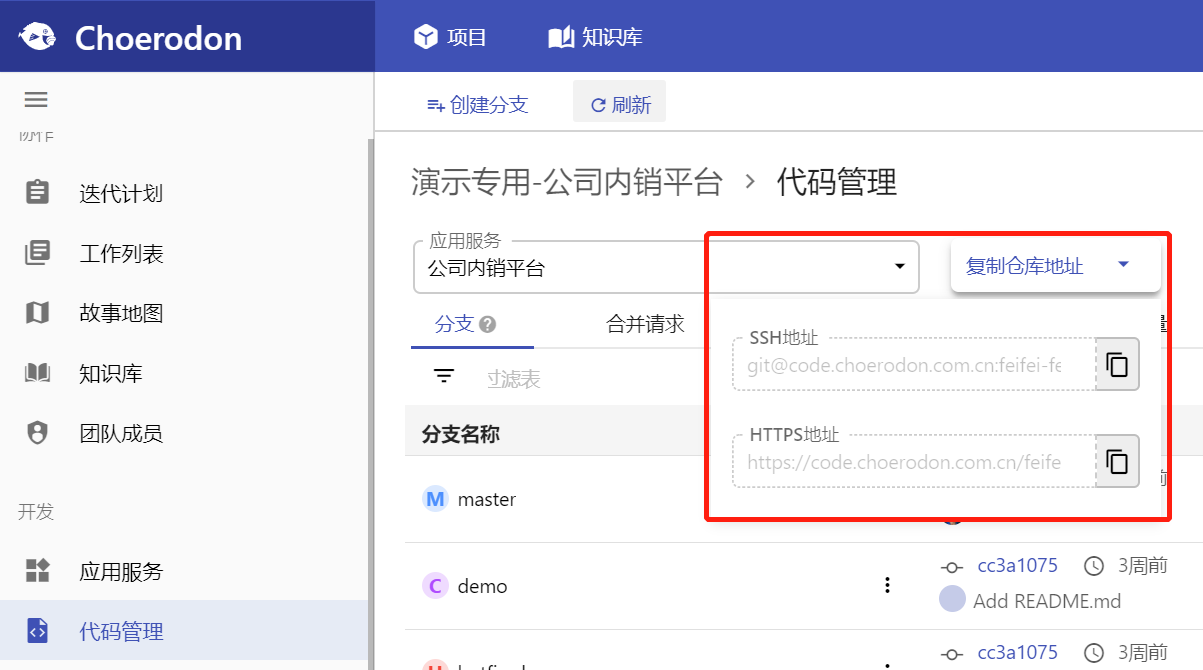 Choerodon
项目
知识库
创建分支
刷新
协作
迭代计划
工作列表
故事地图
知识库
团队成员
开发
应用服务
代码管理
演示专用-公司内销平台 > 代码管理
应用服务
公司内销平台
复制仓库地址
分支 ?
合并请求
SSH地址
git@code.choerodon.com.cn:feifei-fe
过滤表
分支名称
HTTPS地址
https://code.choerodon.com.cn/feife
M master
C demo
cc3a1075 3周前
Add README.md
cc3a1075 3周前